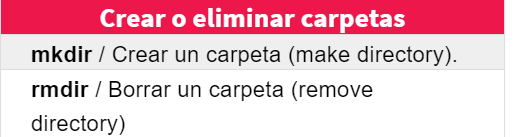 Crear o eliminar carpetas
mkdir / Crear un carpeta (make directory).
rmdir / Borrar un carpeta (remove
directory)